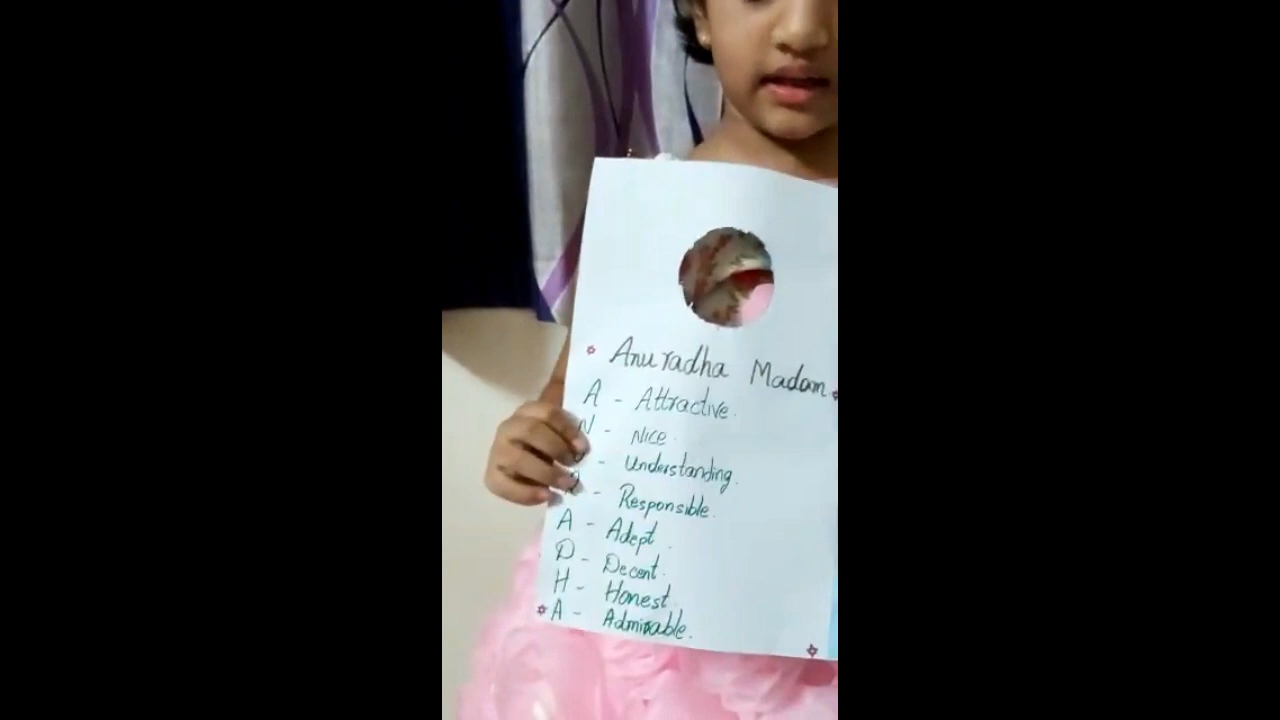 Anuradha Madam
A - Attractive.
N - Nice.
U - Understanding.
R - Responsible.
A - Adept.
D - Decent.
H - Honest.
A - Admirable.